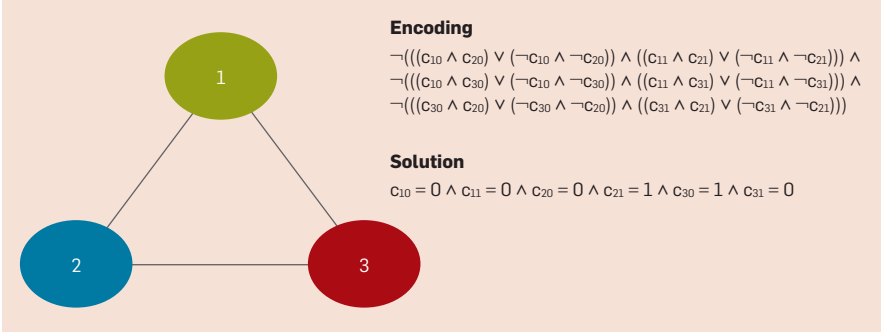 1
2
3
Encoding
¬(((c₁₀ ∧ c₂₀) ∨ (¬c₁₀ ∧ ¬c₂₀)) ∧ ((c₁₁ ∧ c₂₁) ∨ (¬c₁₁ ∧ ¬c₂₁))) ∧
¬(((c₁₀ ∧ c₃₀) ∨ (¬c₁₀ ∧ ¬c₃₀)) ∧ ((c₁₁ ∧ c₃₁) ∨ (¬c₁₁ ∧ ¬c₃₁))) ∧
¬(((c₃₀ ∧ c₂₀) ∨ (¬c₃₀ ∧ ¬c₂₀)) ∧ ((c₃₁ ∧ c₂₁) ∨ (¬c₃₁ ∧ ¬c₂₁)))
Solution
c₁₀ = 0 ∧ c₁₁ = 0 ∧ c₂₀ = 0 ∧ c₂₁ = 1 ∧ c₃₀ = 1 ∧ c₃₁ = 0